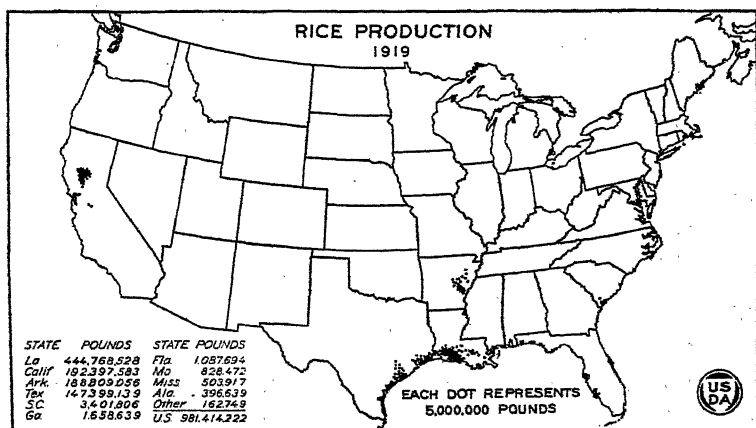 RICE PRODUCTION
1919
STATE POUNDS STATE POUNDS
La 444,768,528 Fla. 1,087,694
Calif 192,397,583 Mo 828,472
Ark. 188,809,056 Miss 503,917
Tex 147,399,139 Ala. 396,639
S.C. 3,401,806 Other 162,749
Ga. 1,658,639 U.S. 981,414,222
EACH DOT REPRESENTS
5,000,000 POUNDS
US
DA